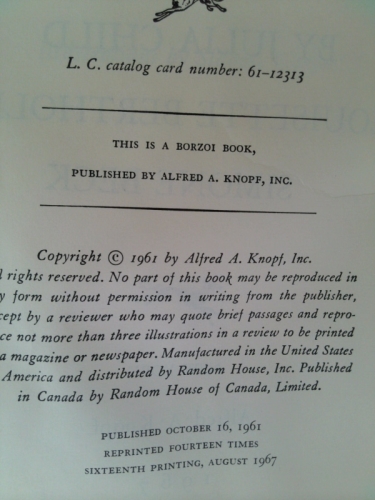 BY JULIA CHILD
L. C. catalog card number: 61-12313
THIS IS A BORZOI BOOK,
PUBLISHED BY ALFRED A. KNOPF, INC.
Copyright © 1961 by Alfred A. Knopf, Inc.
l rights reserved. No part of this book may be reproduced in
y form without permission in writing from the publisher,
cept by a reviewer who may quote brief passages and repro-
ce not more than three illustrations in a review to be printed
a magazine or newspaper. Manufactured in the United States
America and distributed by Random House, Inc. Published
in Canada by Random House of Canada, Limited.
PUBLISHED OCTOBER 16, 1961
REPRINTED FOURTEEN TIMES
SIXTEENTH PRINTING, AUGUST 1967